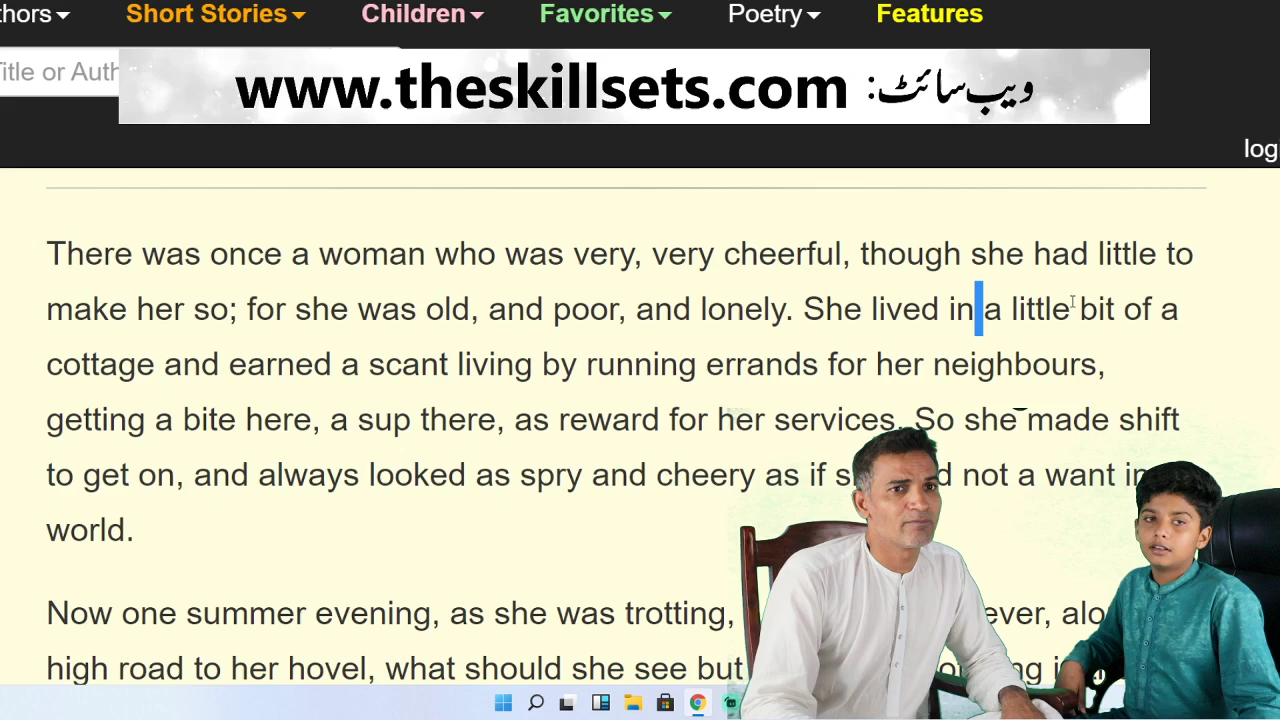 thors Short Stories Children Favorites Poetry Features
Title or Auth
www.theskillsets.com ویب سائٹ:
log
There was once a woman who was very, very cheerful, though she had little to
make her so; for she was old, and poor, and lonely. She lived in a little bit of a
cottage and earned a scant living by running errands for her neighbours,
getting a bite here, a sup there, as reward for her services. So she made shift
to get on, and always looked as spry and cheery as if d not a want in
world.
Now one summer evening, as she was trotting, ever, alo
high road to her hovel, what should she see but